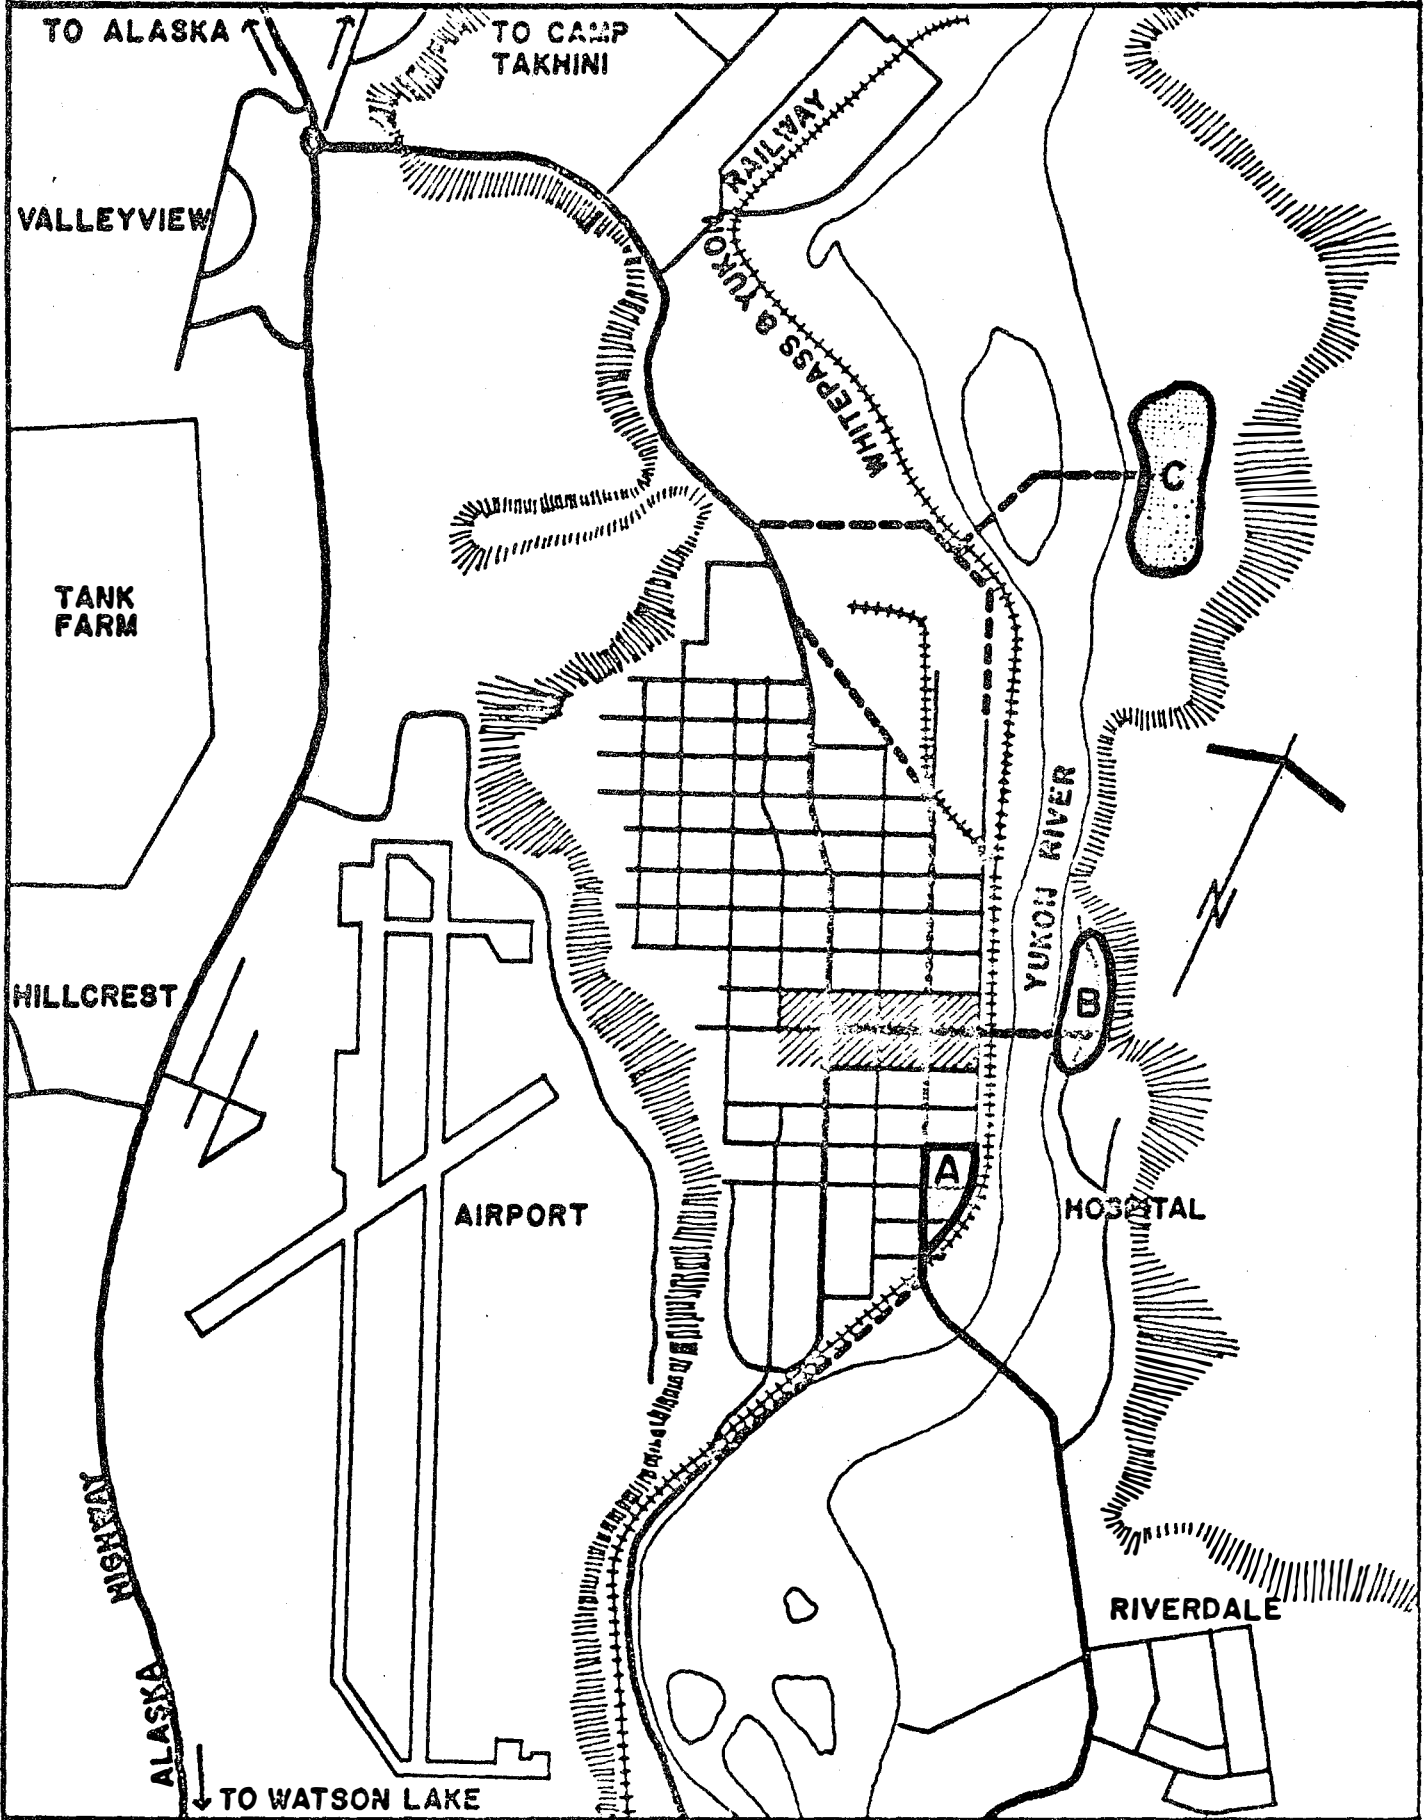 TO ALASKA
TO CAMP
TAKHINI
RAILWAY
VALLEYVIEW
WHITEPASS & YUKON
C
TANK
FARM
YUKON RIVER
N
HILLCREST
B
A
HOSPITAL
AIRPORT
ALASKA HIGHWAY
RIVERDALE
TO WATSON LAKE